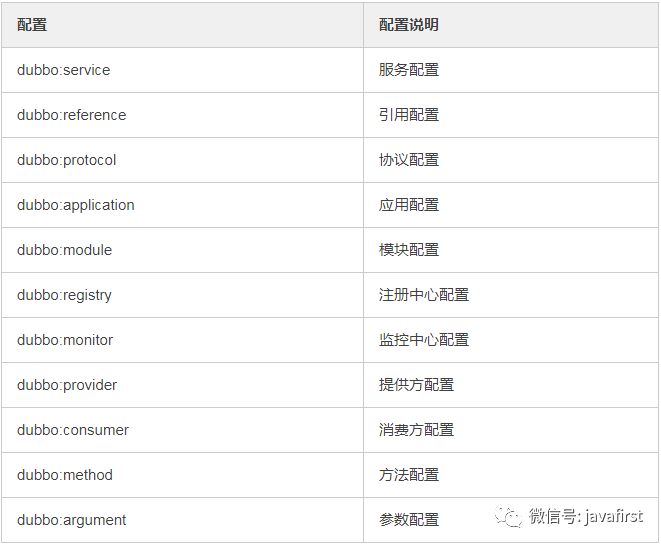 配置 配置说明
dubbo:service 服务配置
dubbo:reference 引用配置
dubbo:protocol 协议配置
dubbo:application 应用配置
dubbo:module 模块配置
dubbo:registry 注册中心配置
dubbo:monitor 监控中心配置
dubbo:provider 提供方配置
dubbo:consumer 消费方配置
dubbo:method 方法配置
dubbo:argument 参数配置
微信号: javafirst